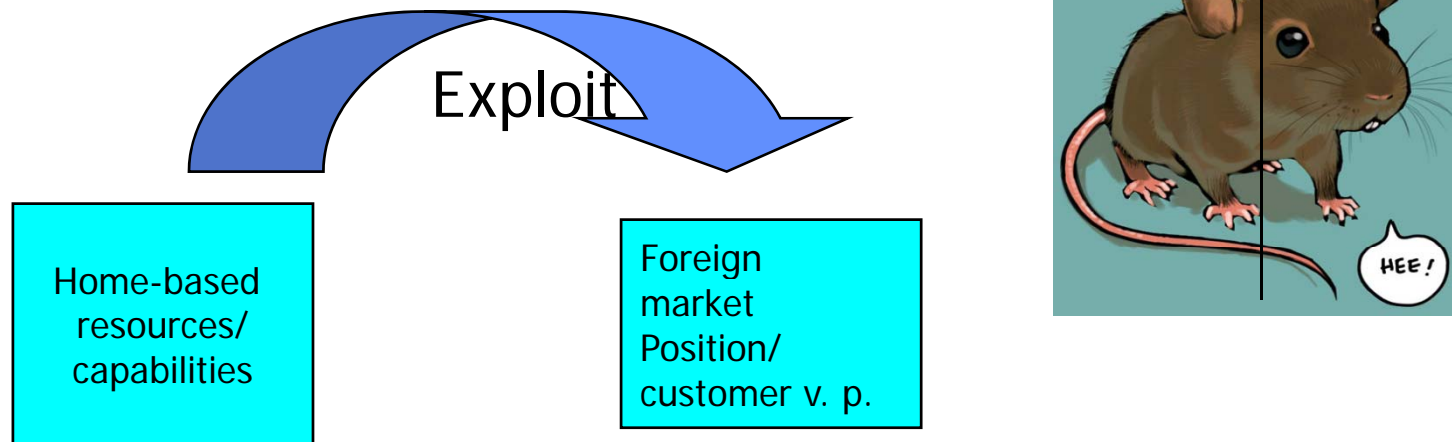 Exploit
Home-based
resources/
capabilities
Foreign
market
Position/
customer v. p.
HEE!